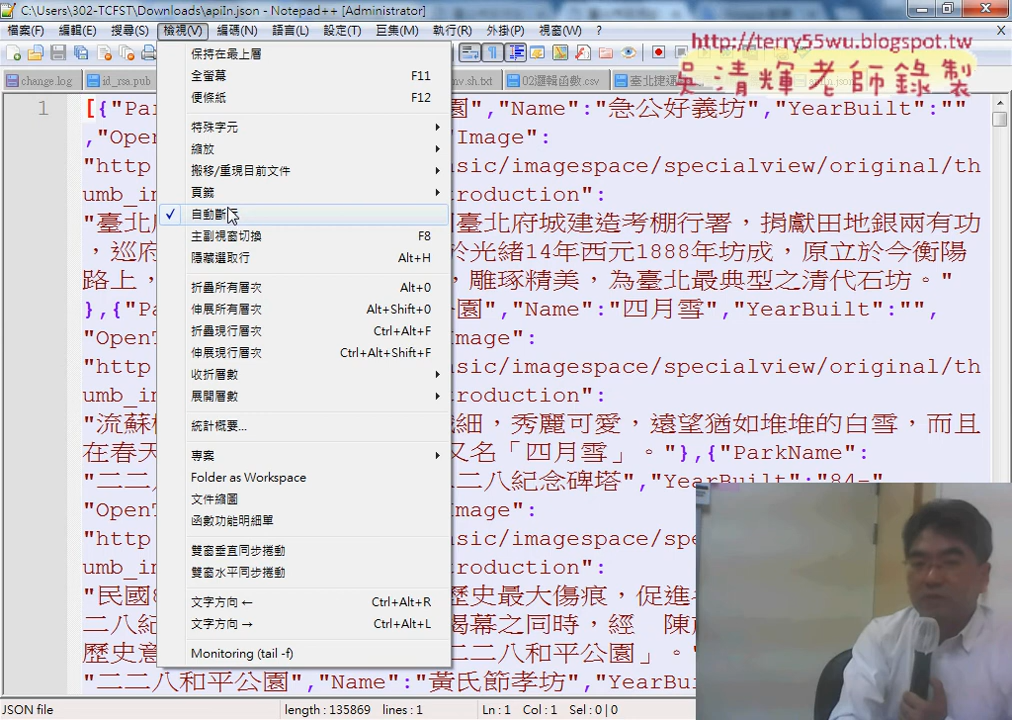 C:\Users\302-TCFST\Downloads\apiIn.json - Notepad++ [Administrator]
檔案(F) 編輯(E) 搜尋(S) 檢視(V) 編碼(N) 語言(L) 設定(T) 巨集(M) 執行(R) 外掛(P) 視窗(W) ? X
http://terry55wu.blogspot.tw
吳清輝老師錄製
change.log id_rsa.pub nv.sh.txt 02邏輯函數.csv 臺北捷運
保持在最上層
全螢幕 F11
便條紙 F12
特殊字元
縮放
搬移/重現目前文件
頁籤
自動斷
主副視窗切換 F8
隱藏選取行 Alt+H
折疊所有層次 Alt+0
伸展所有層次 Alt+Shift+0
折疊現行層次 Ctrl+Alt+F
伸展現行層次 Ctrl+Alt+Shift+F
收折層數
展開層數
統計概要...
專案
Folder as Workspace
文件縮圖
函數功能明細單
雙窗垂直同步捲動
雙窗水平同步捲動
文字方向 ← Ctrl+Alt+R
文字方向 → Ctrl+Alt+L
Monitoring (tail -f)
1 [{"Park 園","Name":"急公好義坊","YearBuilt":""
,"OpenT Image":
"http sic/imagespace/specialview/original/th
umb_in roduction":
"臺北府 府城建造考棚行署，捐獻田地銀兩有功
，巡府 於光緒14年西元1888年坊成，原立於今衡陽
路上， 雕琢精美，為臺北最典型之清代石坊。"
},{"Pa 園","Name":"四月雪","YearBuilt":"",
"OpenT mage":
"http sic/imagespace/specialview/original/th
umb_in roduction":
"流蘇 細，秀麗可愛，遠望猶如堆堆的白雪，而且
在春天 又名「四月雪」。"},{"ParkName":
"二二八 二八紀念碑塔","YearBuilt":"84-"
"OpenT mage":
"http sic/imagespace/spe
umb_in roduction":
"民國8 歷史最大傷痕，促進
二八紀 揭幕之同時，經 陳
歷史意 二二八和平公園」。"
"二二八和平公園","Name":"黃氏節孝坊","YearB
JSON file length : 135869 lines : 1 Ln : 1 Col : 1 Sel : 0 | 0